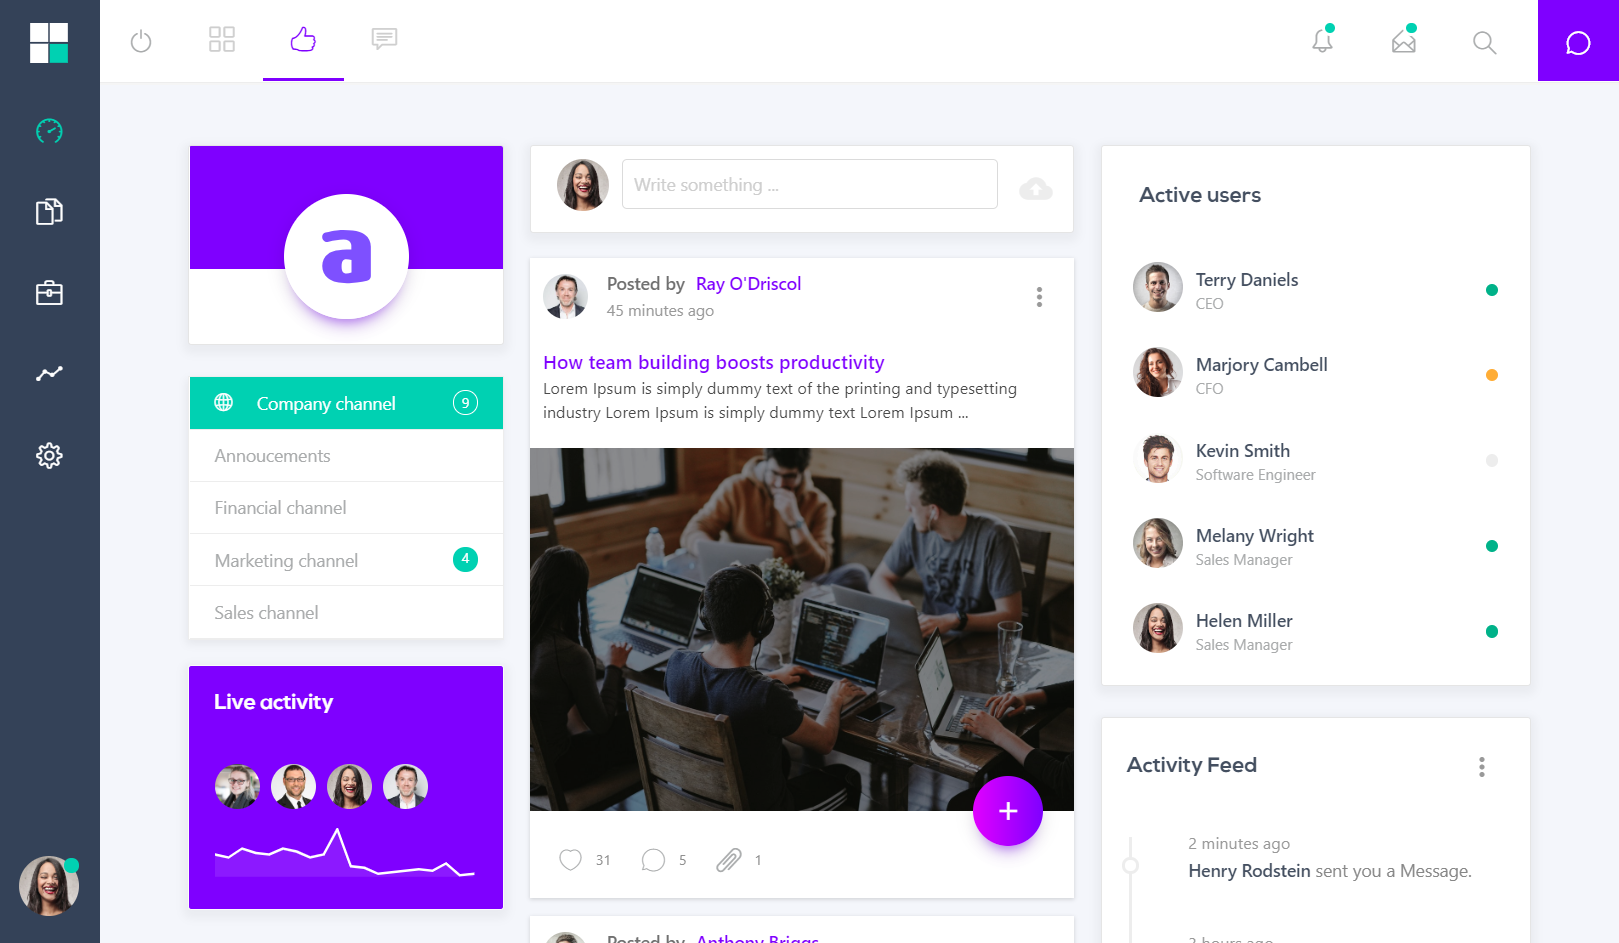 a
Company channel 9
Annoucements
Financial channel
Marketing channel 4
Sales channel
Live activity
Write something ...
Posted by Ray O'Driscol
45 minutes ago
How team building boosts productivity
Lorem Ipsum is simply dummy text of the printing and typesetting
industry Lorem Ipsum is simply dummy text Lorem Ipsum ...
31 5 1
Posted by Anthony Briggs
Active users
Terry Daniels
CEO
Marjory Cambell
CFO
Kevin Smith
Software Engineer
Melany Wright
Sales Manager
Helen Miller
Sales Manager
Activity Feed
2 minutes ago
Henry Rodstein sent you a Message.
hours ago